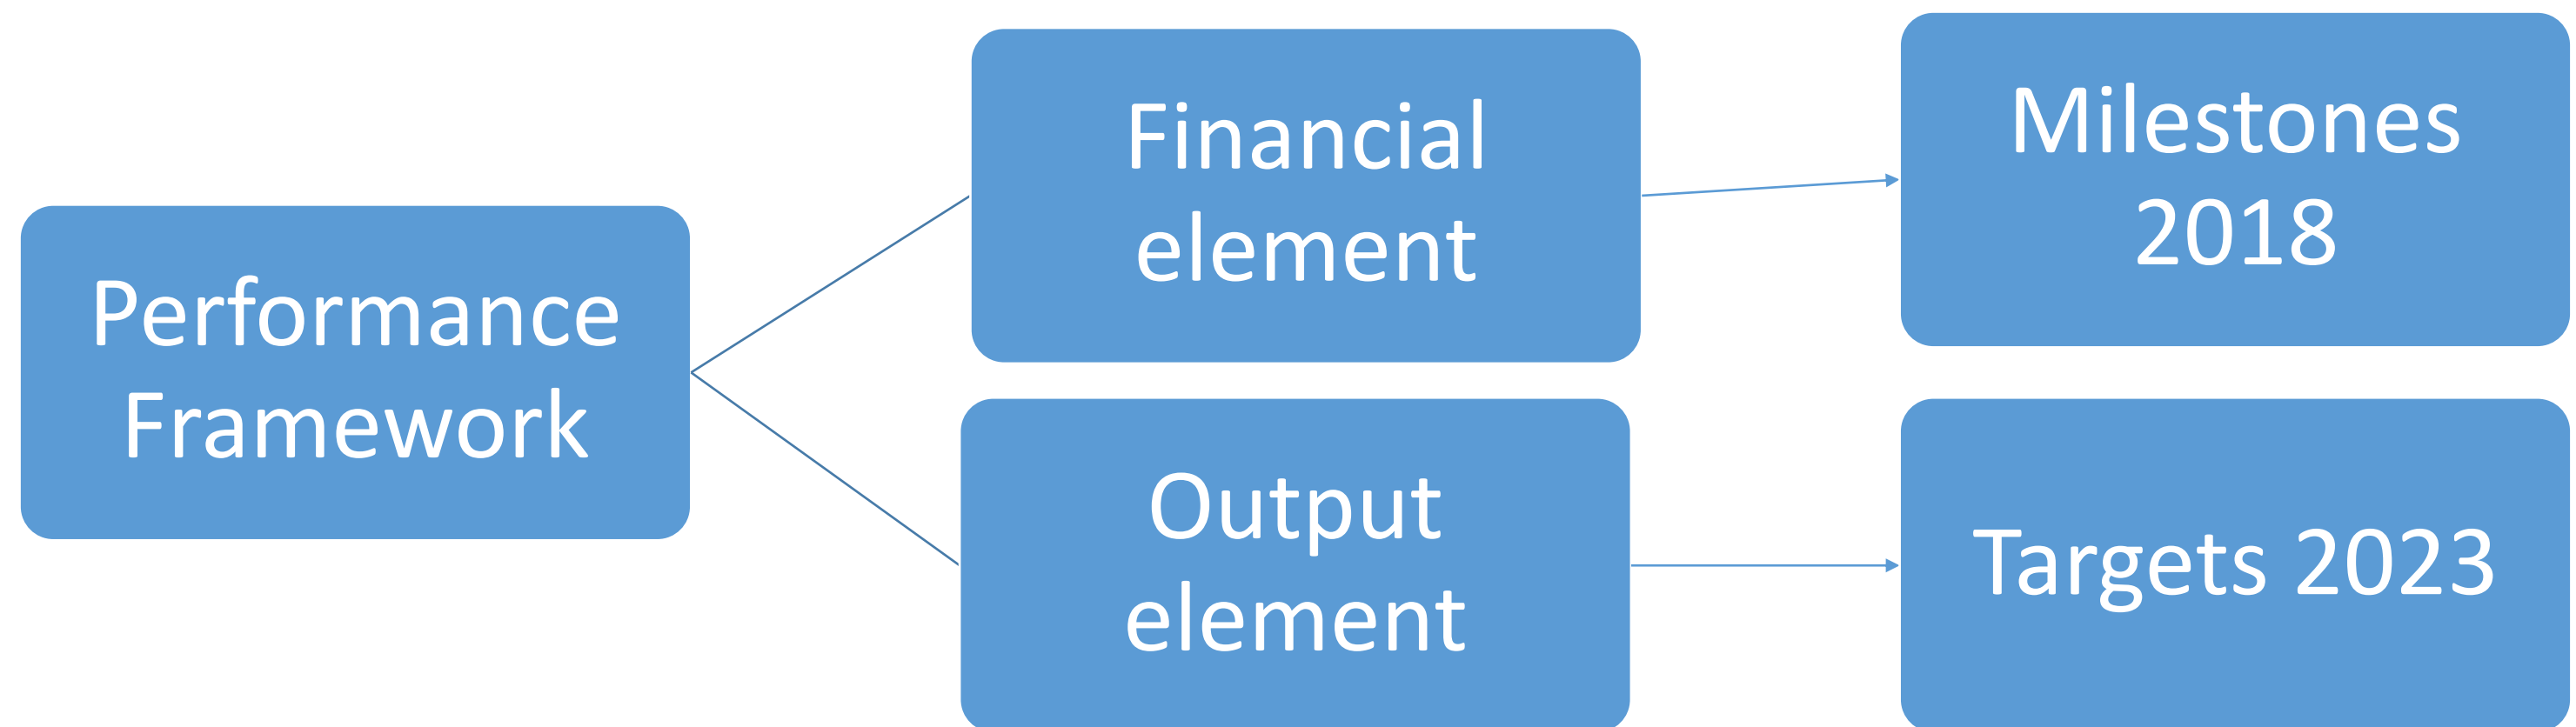 Performance
Framework
Financial
element
Milestones
2018
Output
element
Targets 2023